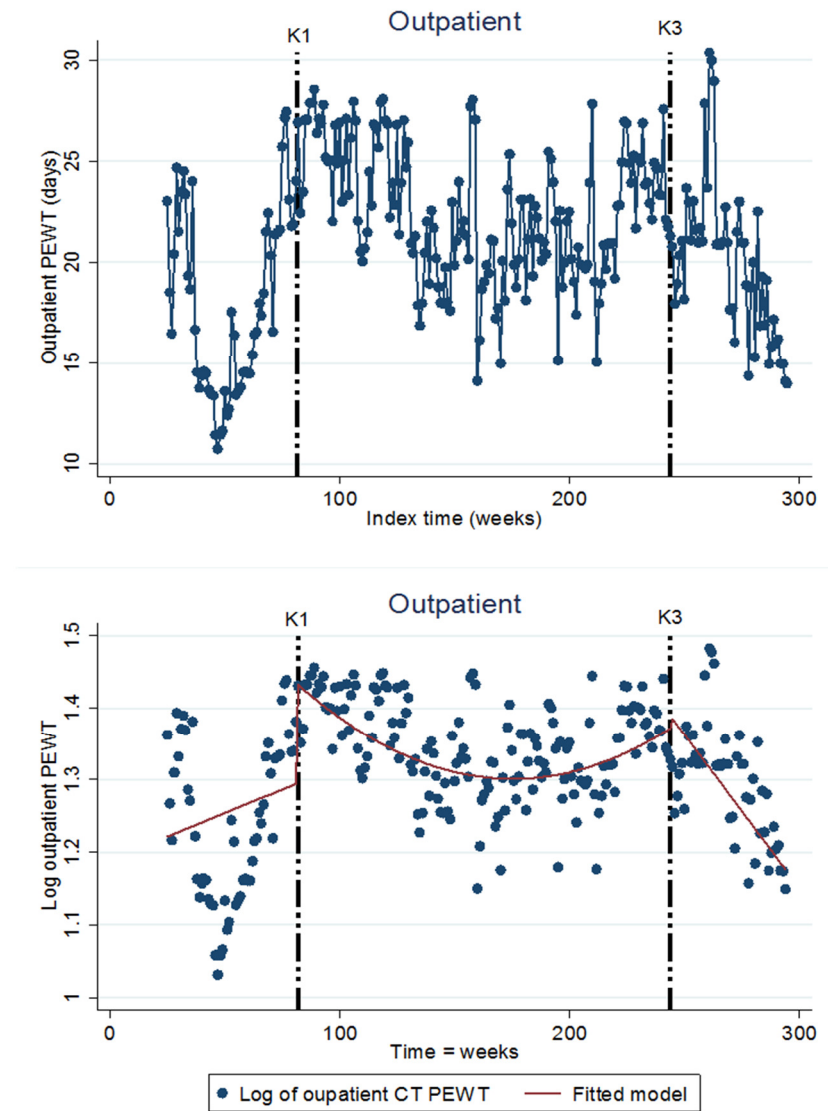 Outpatient
K1
K3
Outpatient PEWT (days)
30
25
20
15
10
0
100
200
300
Index time (weeks)
Outpatient
K1
K3
Log outpatient PEWT
1.5
1.4
1.3
1.2
1.1
1
0
100
200
300
Time = weeks
Log of oupatient CT PEWT
Fitted model